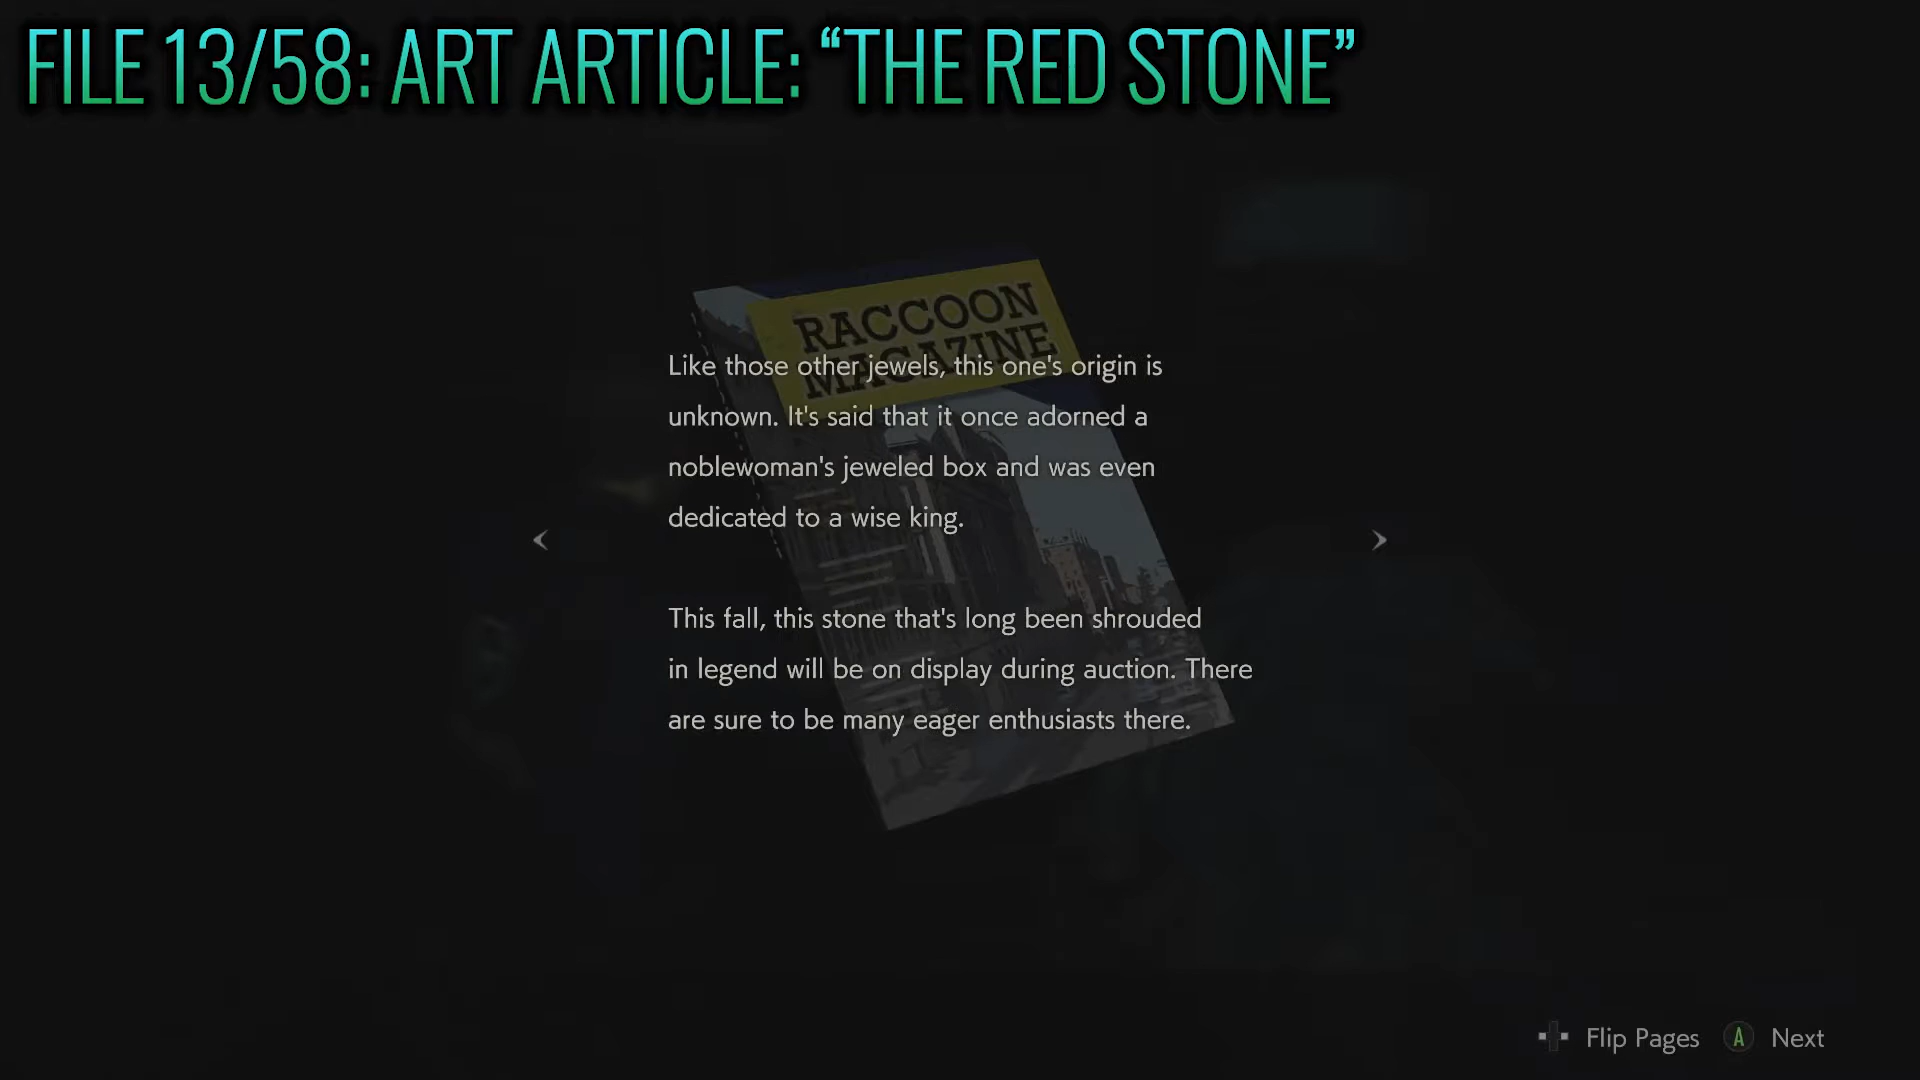 FILE 13/58: ART ARTICLE: “THE RED STONE”
RACCOON
MAGAZINE
Like those other jewels, this one's origin is
unknown. It's said that it once adorned a
noblewoman's jeweled box and was even
dedicated to a wise king.
This fall, this stone that's long been shrouded
in legend will be on display during auction. There
are sure to be many eager enthusiasts there.
Flip Pages A Next